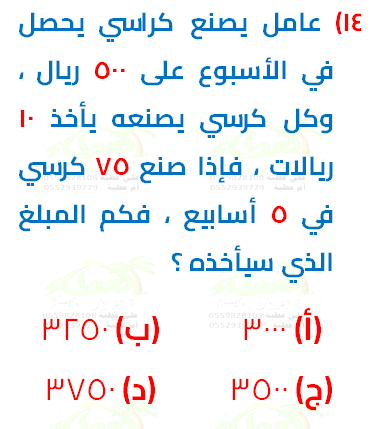 ١٤) عامل يصنع كراسي يحصل
في الأسبوع على ٥٠٠ ريال ،
وكل كرسي يصنعه يأخذ ١٠
ريالات ، فإذا صنع ٧٥ كرسي
في ٥ أسابيع ، فكم المبلغ
الذي سيأخذه ؟
(أ) ٣٠٠٠ (ب) ٣٢٥٠
(ج) ٣٥٠٠ (د) ٣٧٥٠